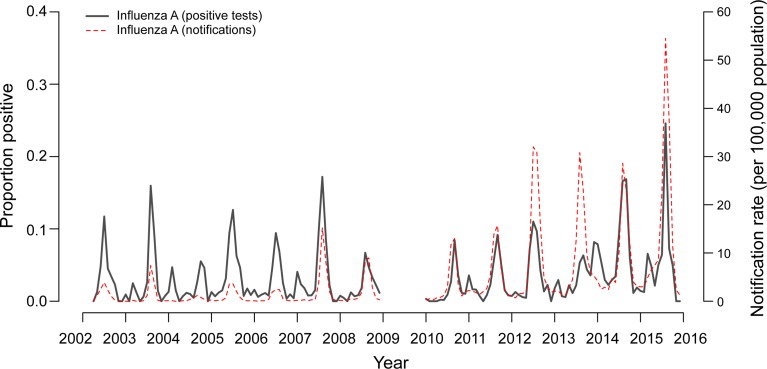 Influenza A (positive tests)
Influenza A (notifications)
Proportion positive
0.4
0.3
0.2
0.1
0.0
60
50
40
30
20
10
0
Notification rate (per 100,000 population)
2002 2003 2004 2005 2006 2007 2008 2009 2010 2011 2012 2013 2014 2015 2016
Year